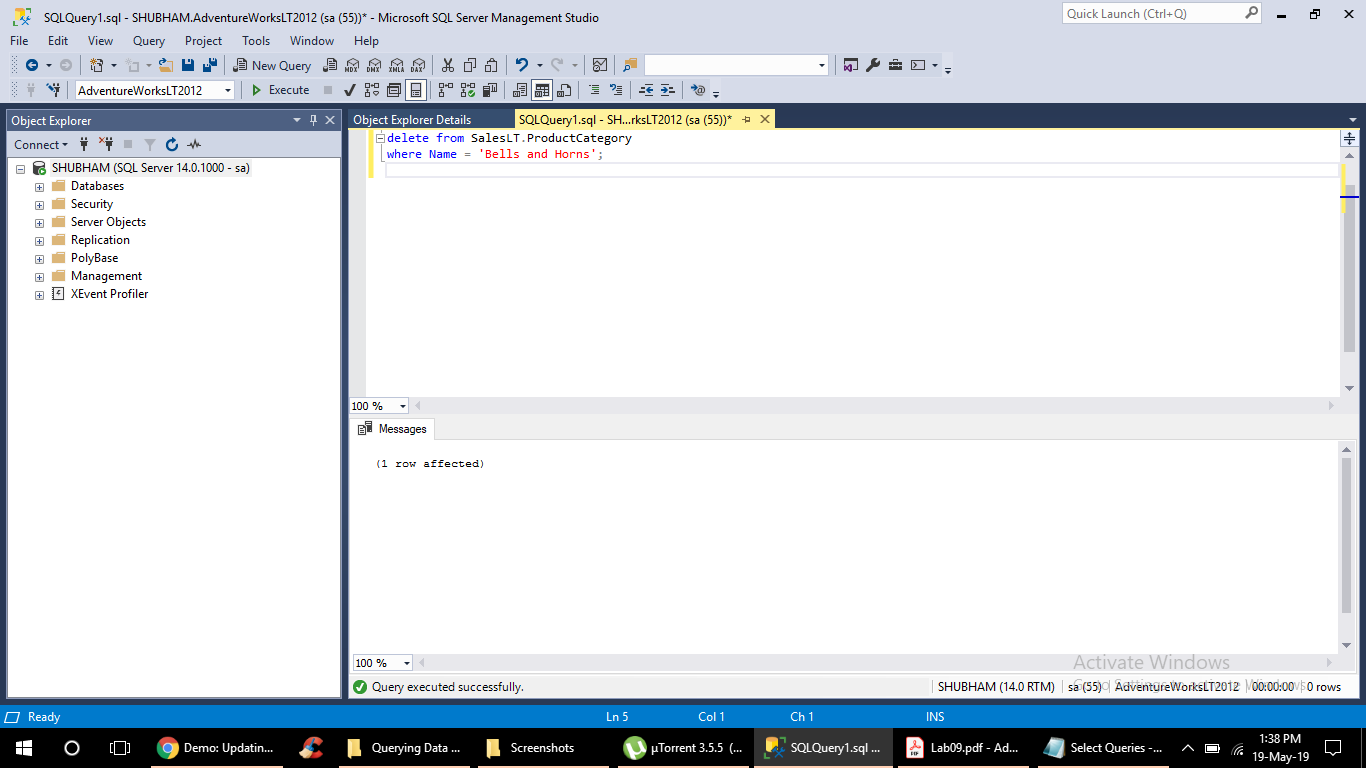 SQLQuery1.sql - SHUBHAM.AdventureWorksLT2012 (sa (55))* - Microsoft SQL Server Management Studio
Quick Launch (Ctrl+Q)
File Edit View Query Project Tools Window Help
New Query
MDX DMX XMLA DAX
AdventureWorksLT2012
Execute
Object Explorer
Connect
SHUBHAM (SQL Server 14.0.1000 - sa)
Databases
Security
Server Objects
Replication
PolyBase
Management
XEvent Profiler
Object Explorer Details
SQLQuery1.sql - SH...rksLT2012 (sa (55))*
delete from SalesLT.ProductCategory
where Name = 'Bells and Horns';
100 %
Messages
(1 row affected)
100 %
Activate Windows
Go to Settings to activate Windows.
Query executed successfully.
SHUBHAM (14.0 RTM)
sa (55)
AdventureWorksLT2012
00:00:00
0 rows
Ready
Ln 5
Col 1
Ch 1
INS
Demo: Updatin...
Querying Data ...
Screenshots
µTorrent 3.5.5 (...
SQLQuery1.sql ...
Lab09.pdf - Ad...
Select Queries -...
1:38 PM
19-May-19